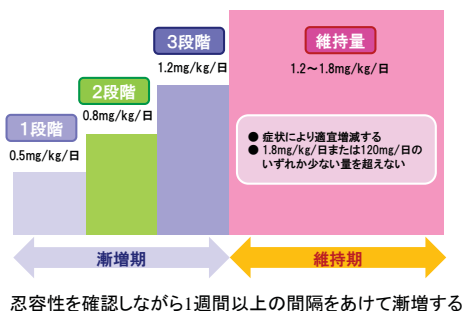 3段階
維持量
1.2mg/kg/日
1.2～1.8mg/kg/日
2段階
0.8mg/kg/日
1段階
0.5mg/kg/日
● 症状により適宜増減する
● 1.8mg/kg/日または120mg/日の
いずれか少ない量を超えない
漸増期
維持期
忍容性を確認しながら1週間以上の間隔をあけて漸増する